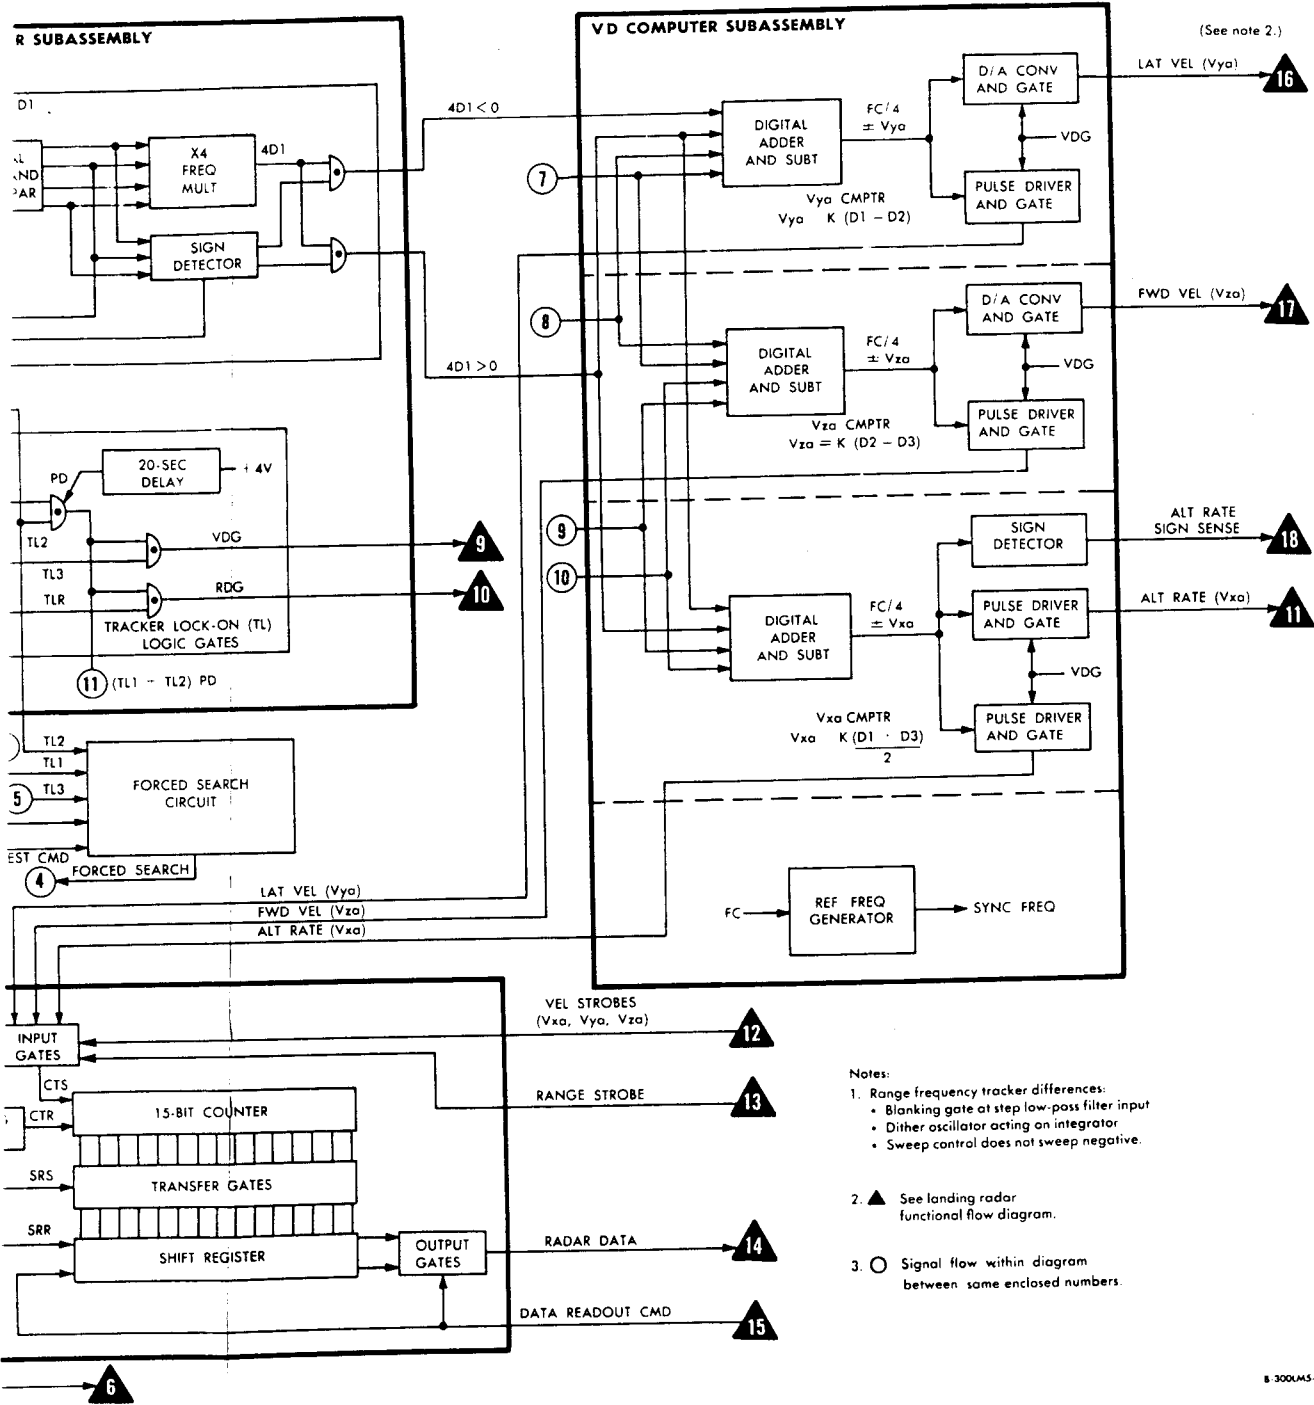 R SUBASSEMBLY
D1
X4
FREQ
MULT
4D1
SIGN
DETECTOR
4D1<0
4D1>0
20-SEC
DELAY
4V
PD
TL2
TL3
TLR
VDG
RDG
9
10
TRACKER LOCK-ON (TL)
LOGIC GATES
11
(TL1 - TL2) PD
TL2
TL1
5
TL3
FORCED SEARCH
CIRCUIT
EST CMD
4
FORCED SEARCH
LAT VEL (Vya)
FWD VEL (Vza)
ALT RATE (Vxa)
VD COMPUTER SUBASSEMBLY
7
DIGITAL
ADDER
AND SUBT
FC/4
± Vya
D/A CONV
AND GATE
VDG
PULSE DRIVER
AND GATE
Vya CMPTR
Vya K (D1 - D2)
8
DIGITAL
ADDER
AND SUBT
FC/4
± Vza
D/A CONV
AND GATE
VDG
PULSE DRIVER
AND GATE
Vza CMPTR
Vza = K (D2 - D3)
9
10
DIGITAL
ADDER
AND SUBT
FC/4
± Vxa
SIGN
DETECTOR
PULSE DRIVER
AND GATE
VDG
PULSE DRIVER
AND GATE
Vxa CMPTR
Vxa K (D1 · D3)
2
FC
REF FREQ
GENERATOR
SYNC FREQ
(See note 2.)
LAT VEL (Vya)
16
FWD VEL (Vza)
17
ALT RATE
SIGN SENSE
18
ALT RATE (Vxa)
11
INPUT
GATES
CTS
CTR
15-BIT COUNTER
SRS
TRANSFER GATES
SRR
SHIFT REGISTER
OUTPUT
GATES
VEL STROBES
(Vxa, Vya, Vza)
12
RANGE STROBE
13
RADAR DATA
14
DATA READOUT CMD
15
6
Notes:
1. Range frequency tracker differences:
• Blanking gate at step low-pass filter input
• Dither oscillator acting on integrator
• Sweep control does not sweep negative.
2. ▲ See landing radar
functional flow diagram.
3. ○ Signal flow within diagram
between same enclosed numbers.